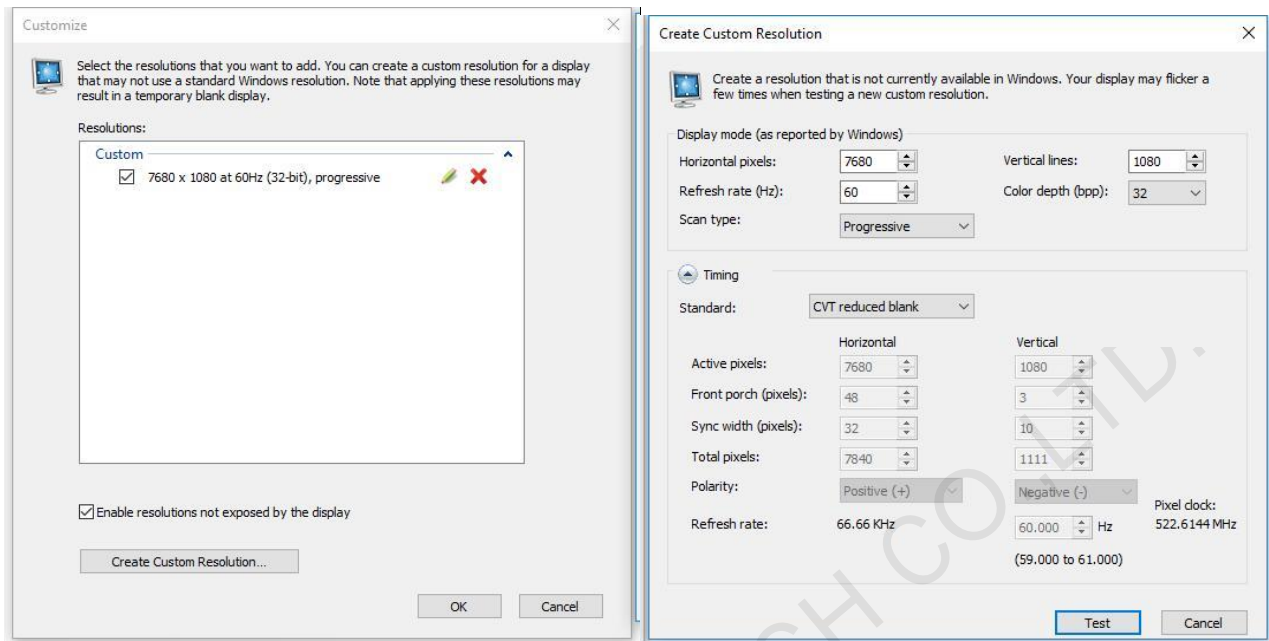 Customize
Select the resolutions that you want to add. You can create a custom resolution for a display
that may not use a standard Windows resolution. Note that applying these resolutions may
result in a temporary blank display.
Resolutions:
Custom
7680 x 1080 at 60Hz (32-bit), progressive
Enable resolutions not exposed by the display
Create Custom Resolution...
OK Cancel
Create Custom Resolution
Create a resolution that is not currently available in Windows. Your display may flicker a
few times when testing a new custom resolution.
Display mode (as reported by Windows)
Horizontal pixels: 7680 Vertical lines: 1080
Refresh rate (Hz): 60 Color depth (bpp): 32
Scan type: Progressive
Timing
Standard: CVT reduced blank
Horizontal Vertical
Active pixels: 7680 1080
Front porch (pixels): 48 3
Sync width (pixels): 32 10
Total pixels: 7840 1111
Polarity: Positive (+) Negative (-)
Pixel clock:
Refresh rate: 66.66 KHz 60.000 Hz 522.6144 MHz
(59.000 to 61.000)
Test Cancel
CO.,LTD.